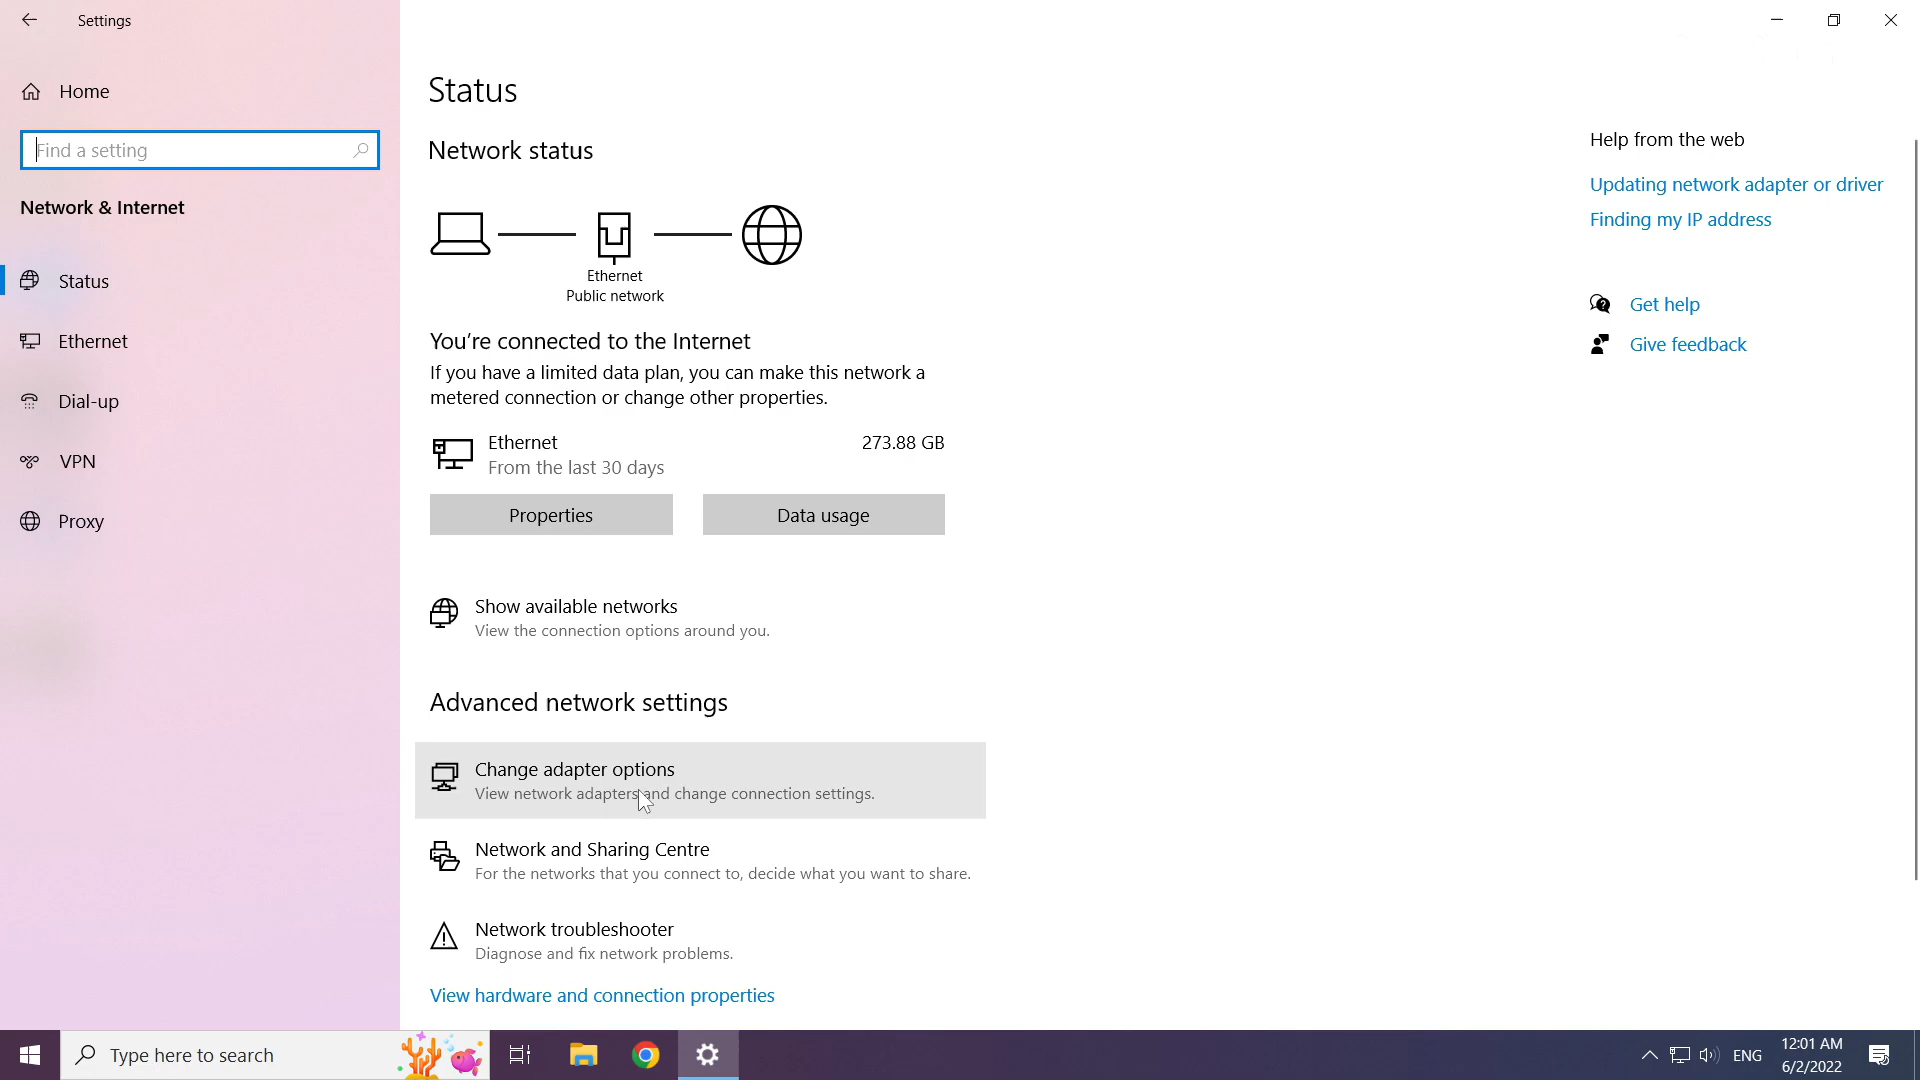 Settings
Home
Find a setting
Network & Internet
Status
Ethernet
Dial-up
VPN
Proxy
Status
Network status
Ethernet
Public network
You're connected to the Internet
If you have a limited data plan, you can make this network a
metered connection or change other properties.
Ethernet 273.88 GB
From the last 30 days
Properties Data usage
Show available networks
View the connection options around you.
Advanced network settings
Change adapter options
View network adapters and change connection settings.
Network and Sharing Centre
For the networks that you connect to, decide what you want to share.
Network troubleshooter
Diagnose and fix network problems.
View hardware and connection properties
Help from the web
Updating network adapter or driver
Finding my IP address
Get help
Give feedback
Type here to search
ENG
12:01 AM
6/2/2022